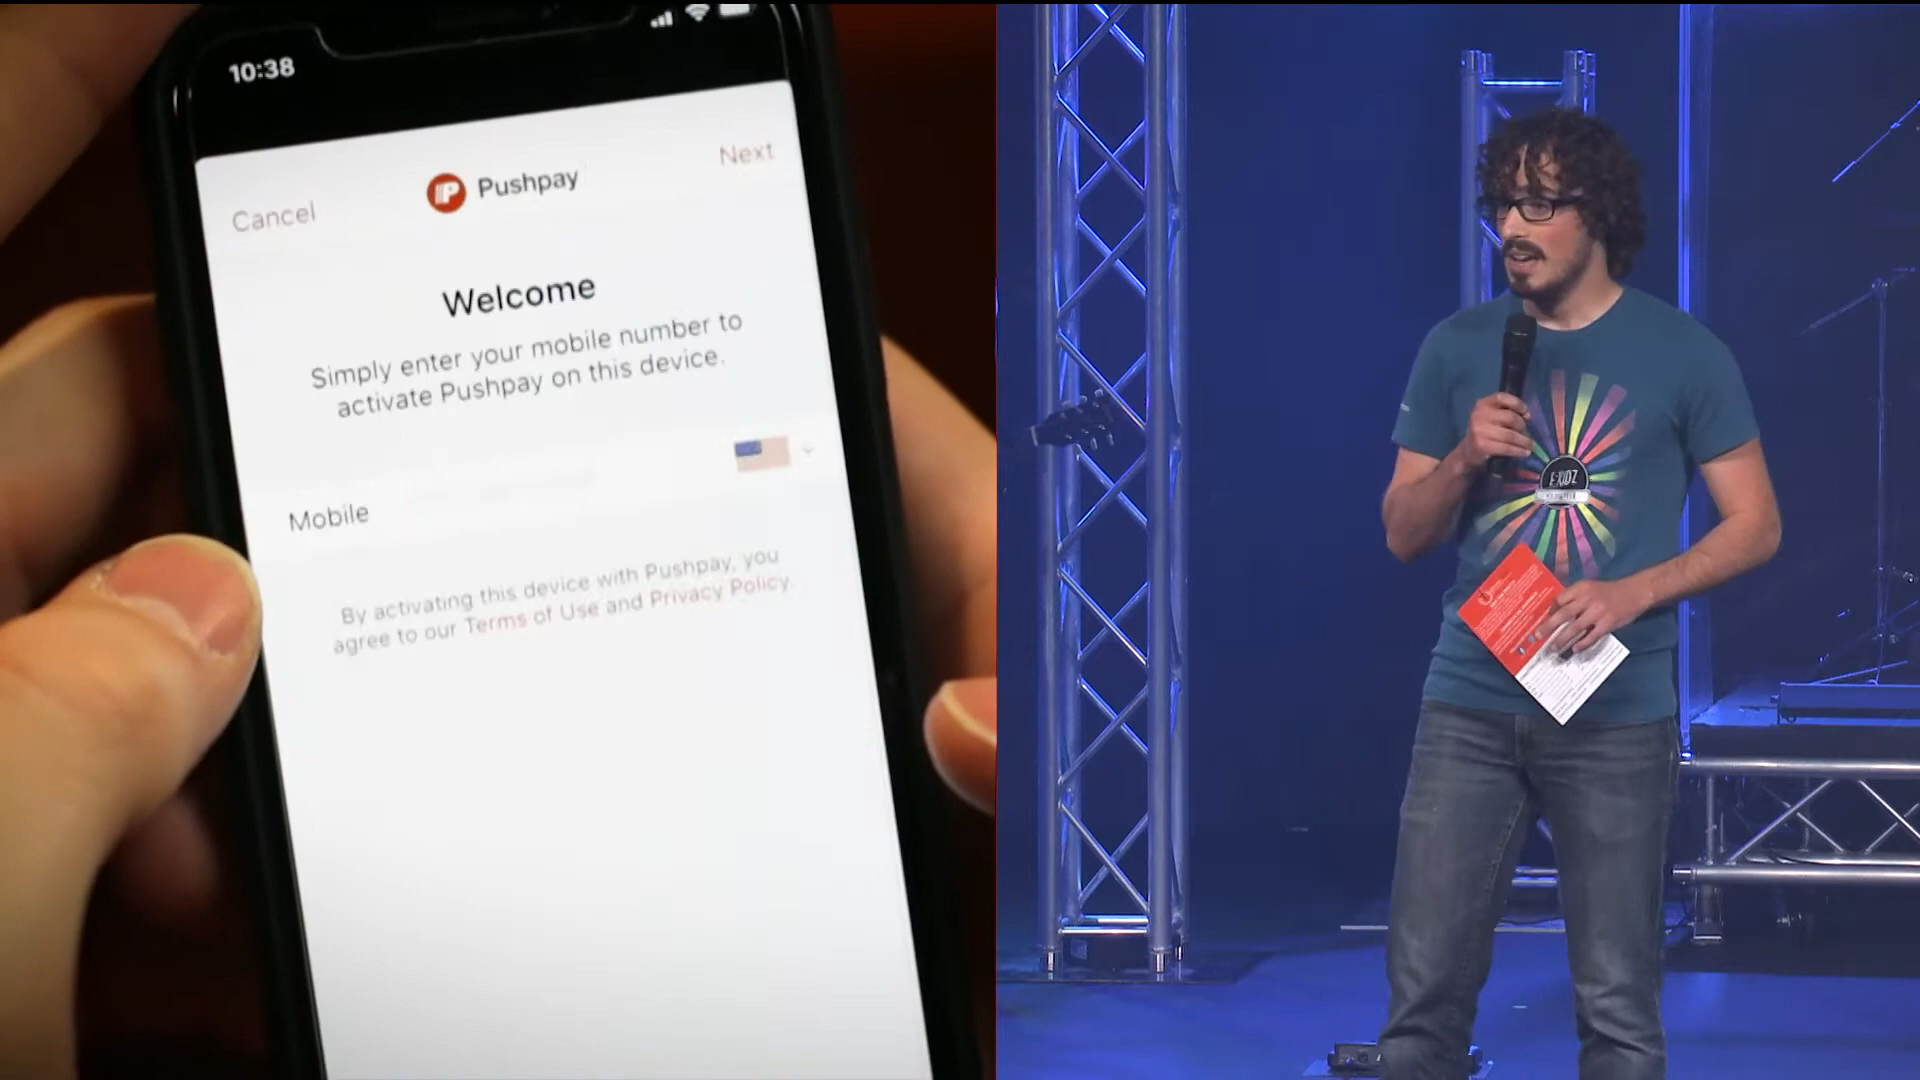 10:38
Cancel
Pushpay
Next
Welcome
Simply enter your mobile number to
activate Pushpay on this device.
Mobile
By activating this device with Pushpay, you
agree to our Terms of Use and Privacy Policy.
E-KIDZ